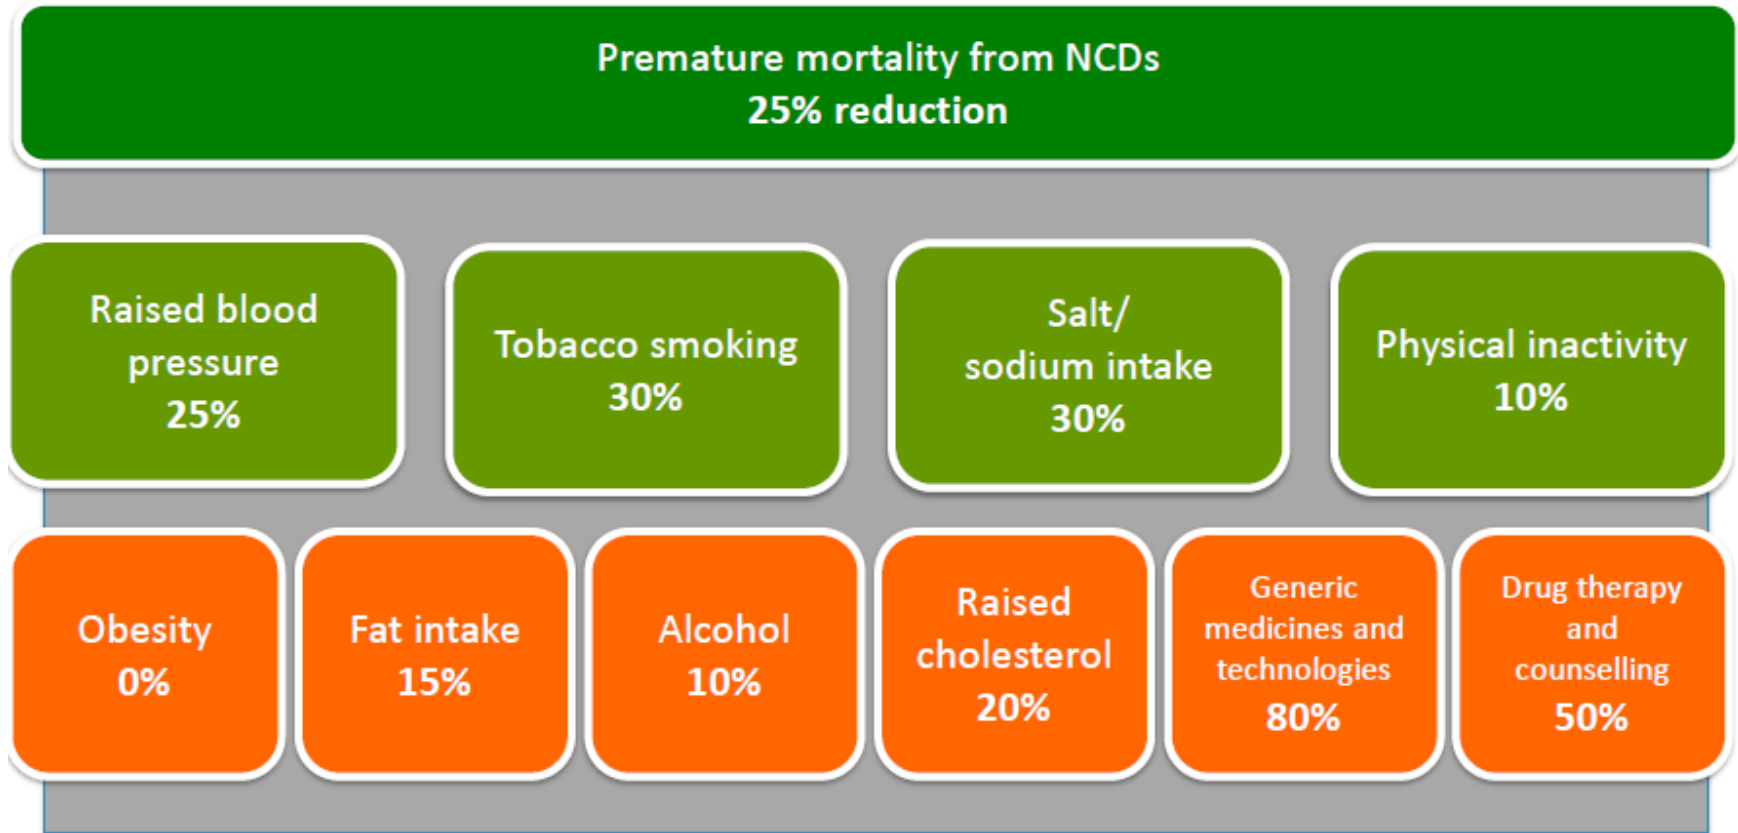 Premature mortality from NCDs
25% reduction
Raised blood
pressure
25%
Tobacco smoking
30%
Salt/
sodium intake
30%
Physical inactivity
10%
Obesity
0%
Fat intake
15%
Alcohol
10%
Raised
cholesterol
20%
Generic
medicines and
technologies
80%
Drug therapy
and
counselling
50%